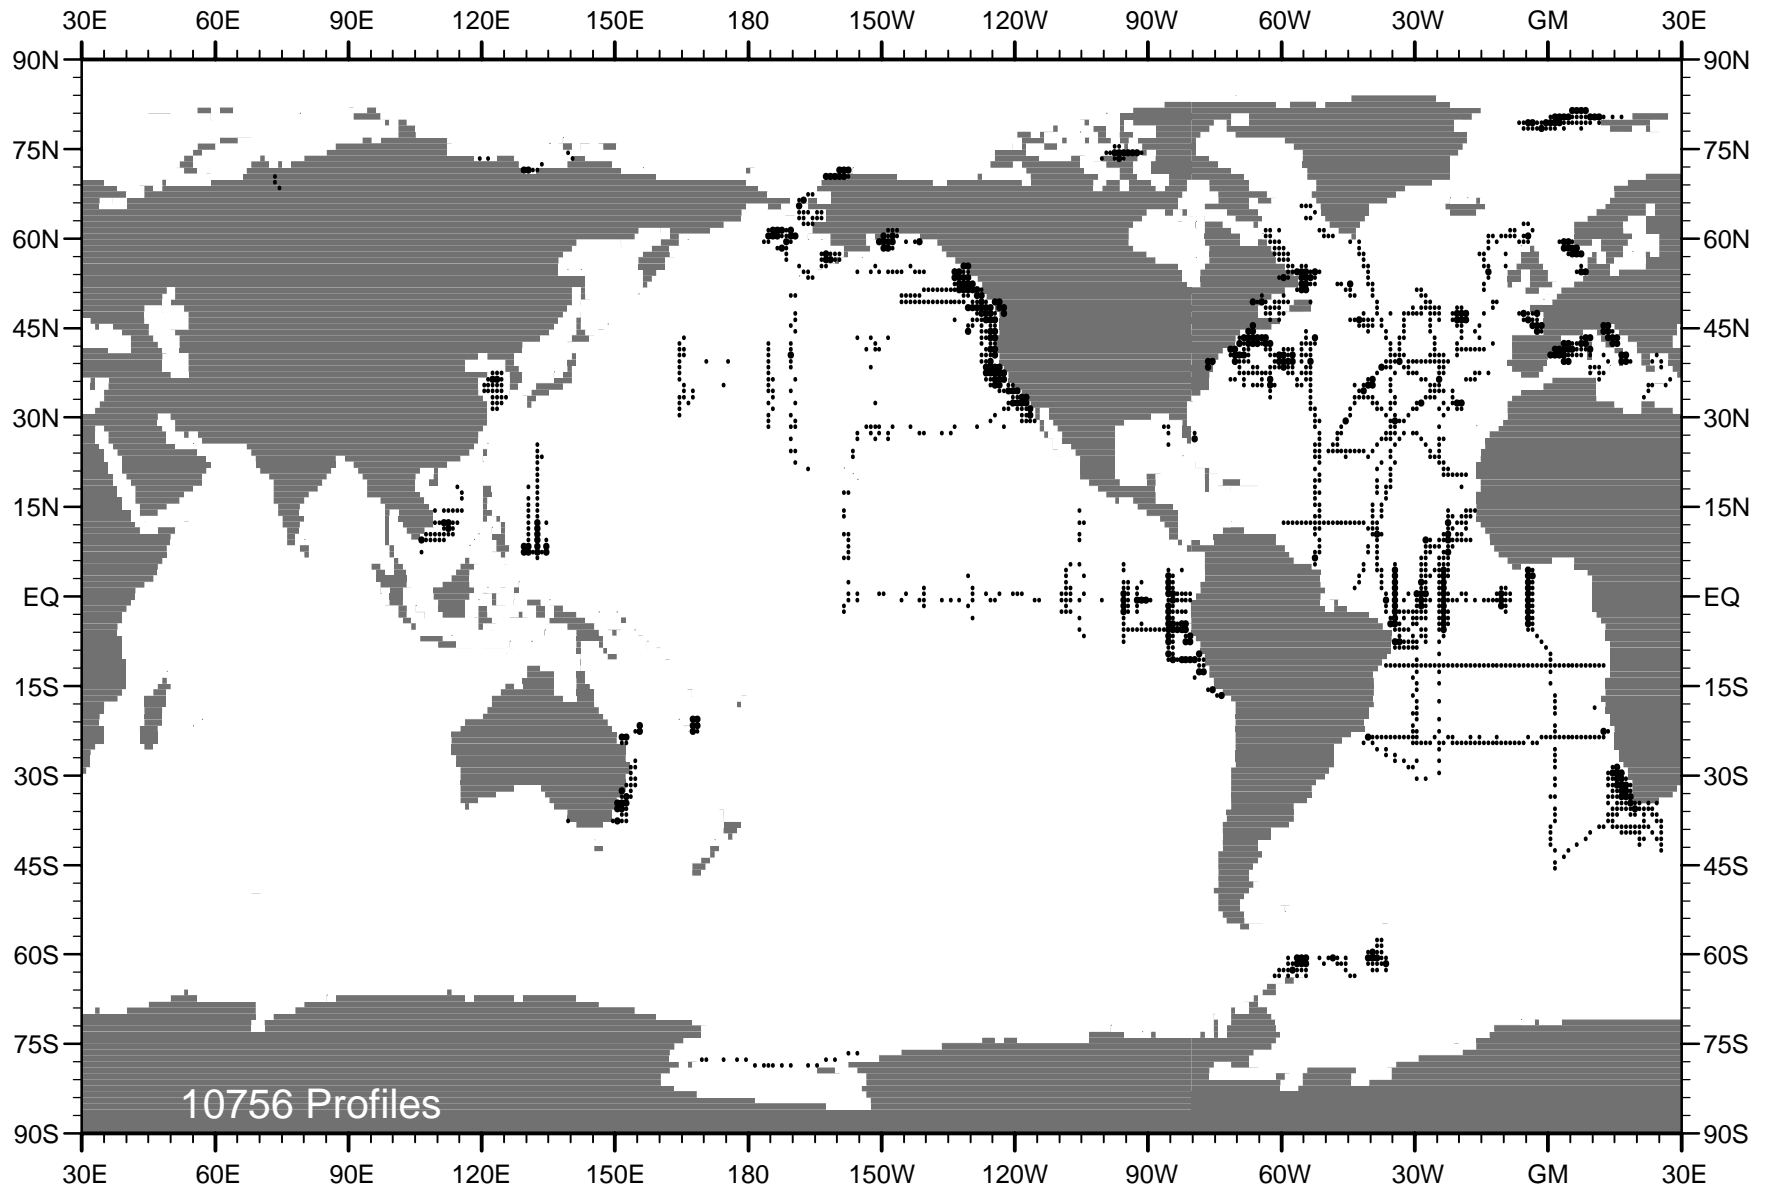 30E 60E 90E 120E 150E 180 150W 120W 90W 60W 30W GM 30E
90N 90N
75N 75N
60N 60N
45N 45N
30N 30N
15N 15N
EQ EQ
15S 15S
30S 30S
45S 45S
60S 60S
75S 75S
10756 Profiles
90S 90S
30E 60E 90E 120E 150E 180 150W 120W 90W 60W 30W GM 30E